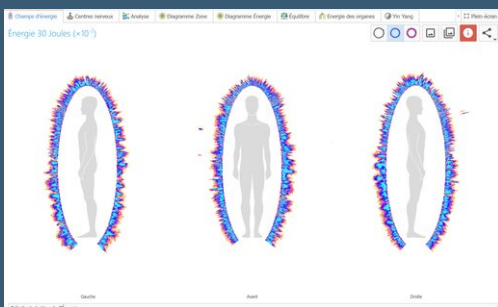 Champs d'énergie Centres nerveux Analyse Diagramme Zone Diagramme Énergie Équilibre Énergie des organes Yin Yang Plein écran
Énergie 30 Joules (×10⁻²)
Gauche Avant Droite